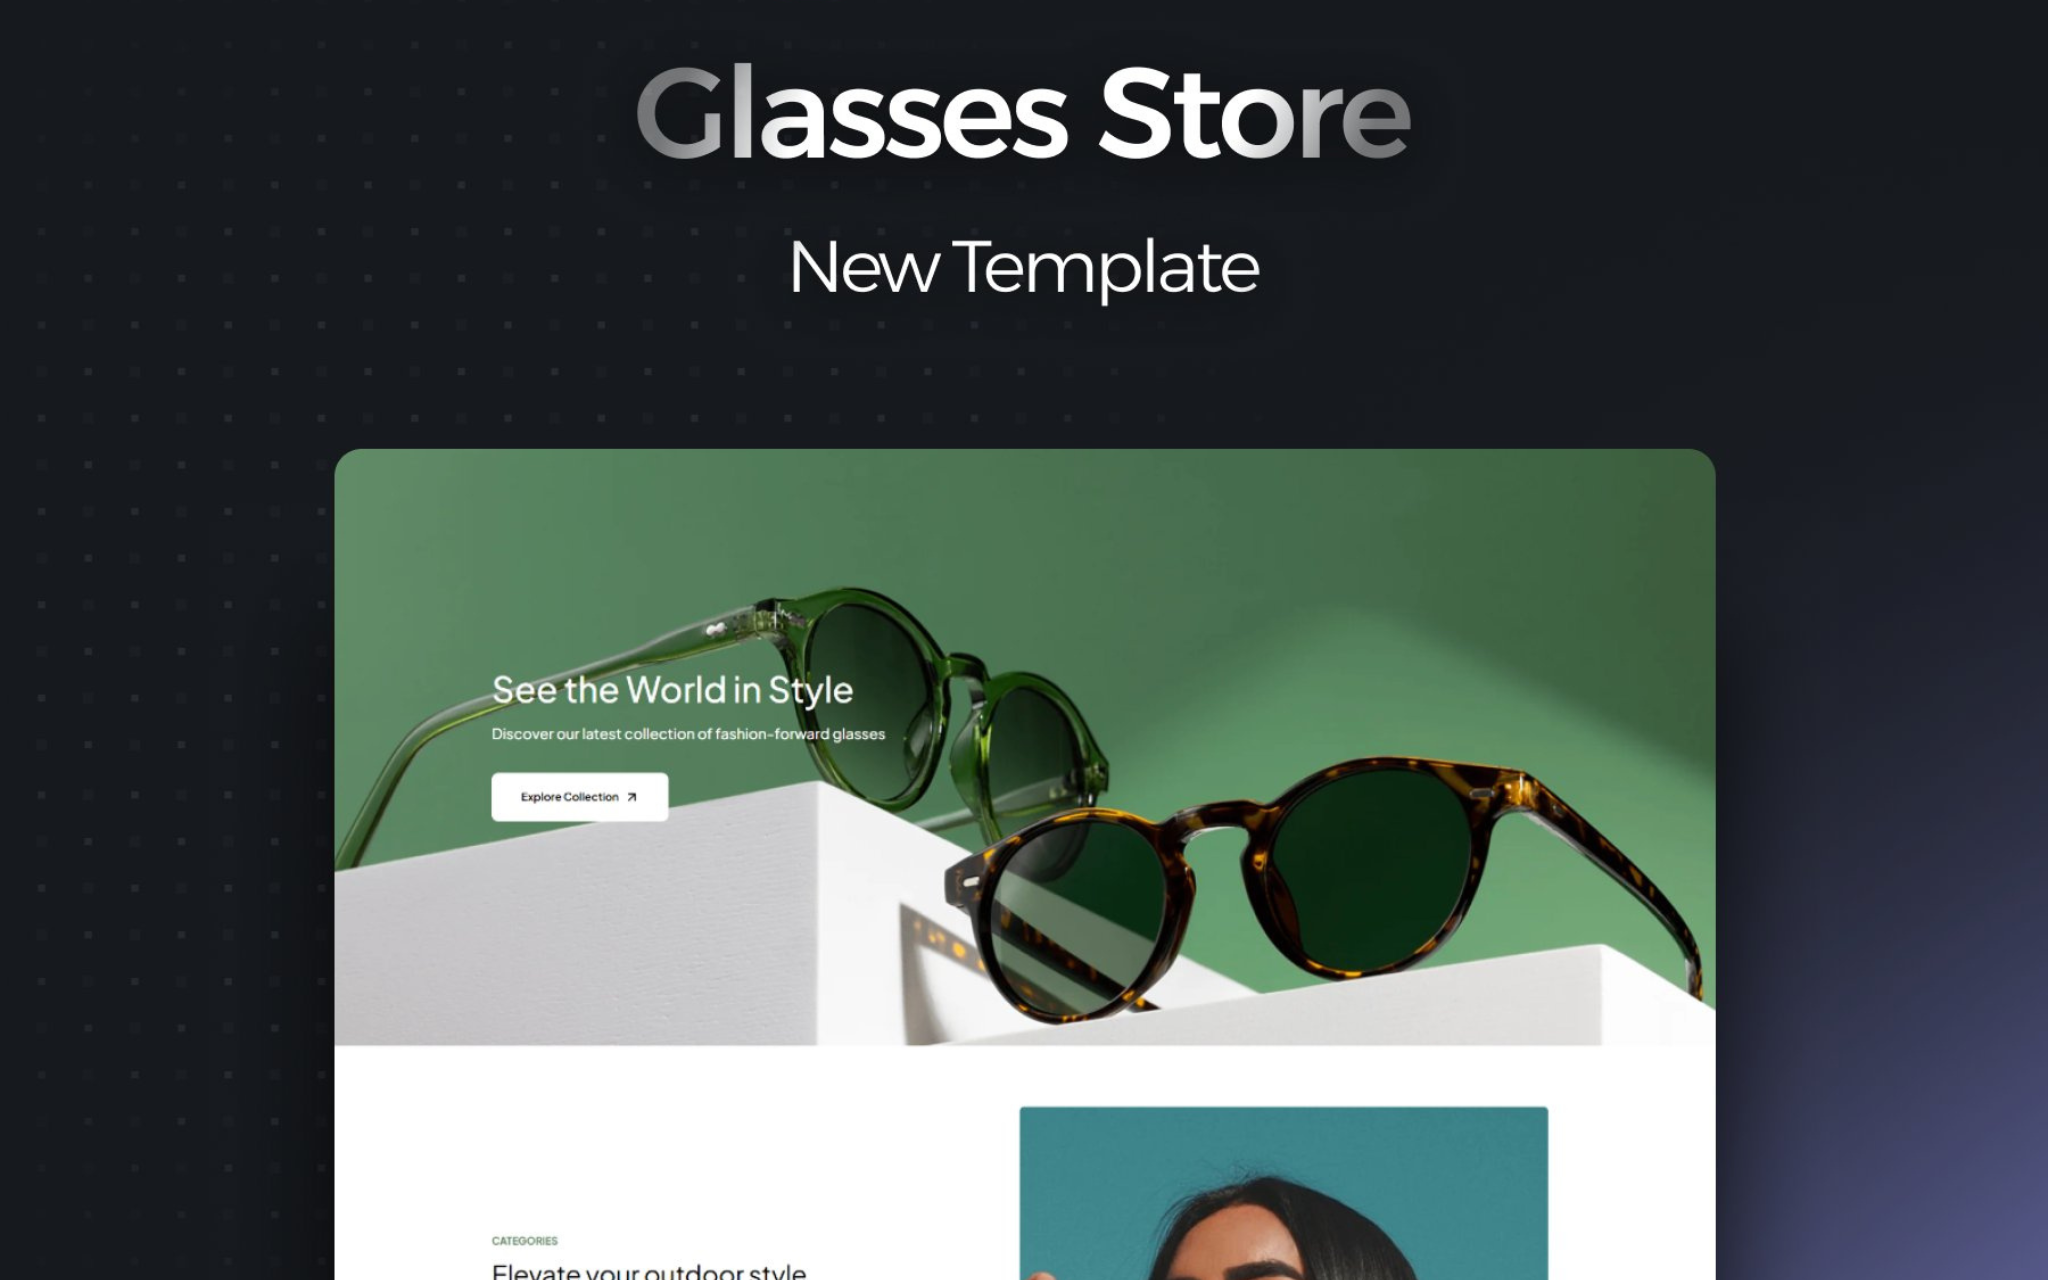 Glasses Store
New Template
See the World in Style
Discover our latest collection of fashion-forward glasses
Explore Collection
CATEGORIES
Elevate your outdoor style